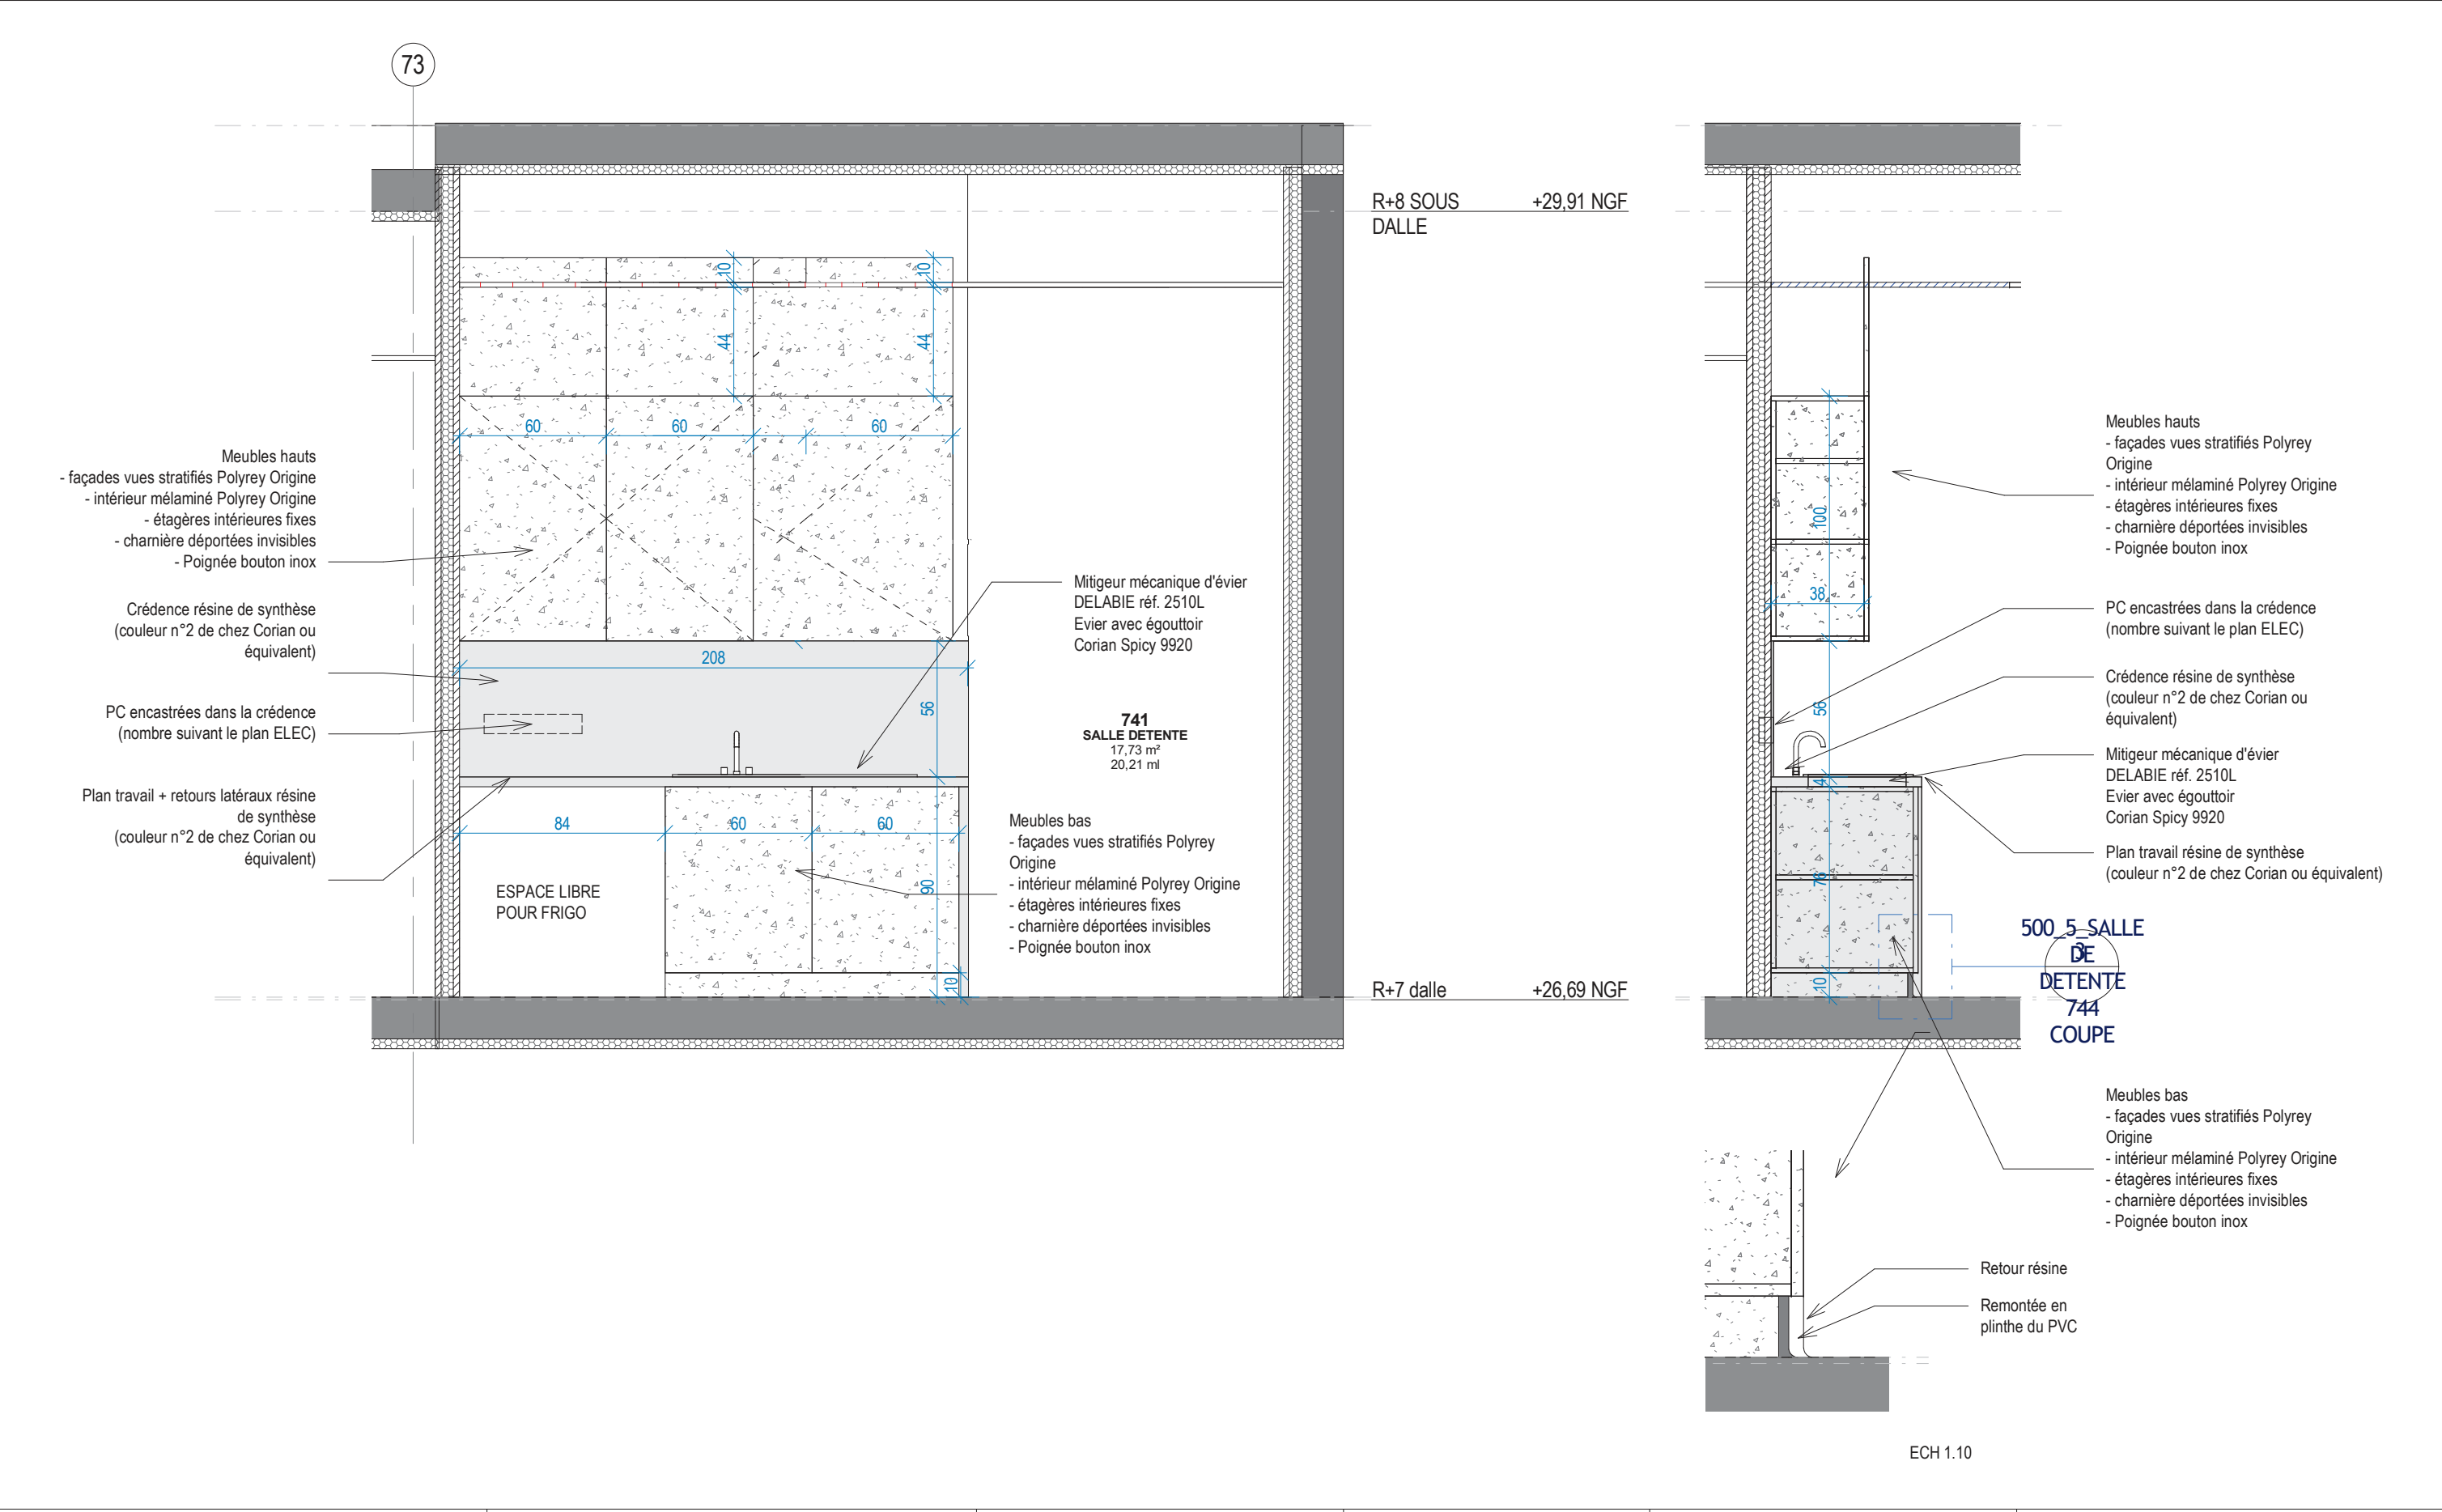 73
R+8 SOUS
DALLE
+29,91 NGF
10
10
44
44
60
60
60
Meubles hauts
- façades vues stratifiés Polyrey Origine
- intérieur mélaminé Polyrey Origine
- étagères intérieures fixes
- charnière déportées invisibles
- Poignée bouton inox
Crédence résine de synthèse
(couleur n°2 de chez Corian ou
équivalent)
PC encastrées dans la crédence
(nombre suivant le plan ELEC)
Plan travail + retours latéraux résine
de synthèse
(couleur n°2 de chez Corian ou
équivalent)
208
56
84
60
60
90
10
ESPACE LIBRE
POUR FRIGO
Mitigeur mécanique d'évier
DELABIE réf. 2510L
Evier avec égouttoir
Corian Spicy 9920
741
SALLE DETENTE
17,73 m²
20,21 ml
Meubles bas
- façades vues stratifiés Polyrey
Origine
- intérieur mélaminé Polyrey Origine
- étagères intérieures fixes
- charnière déportées invisibles
- Poignée bouton inox
R+7 dalle
+26,69 NGF
100
38
56
4
76
10
Meubles hauts
- façades vues stratifiés Polyrey
Origine
- intérieur mélaminé Polyrey Origine
- étagères intérieures fixes
- charnière déportées invisibles
- Poignée bouton inox
PC encastrées dans la crédence
(nombre suivant le plan ELEC)
Crédence résine de synthèse
(couleur n°2 de chez Corian ou
équivalent)
Mitigeur mécanique d'évier
DELABIE réf. 2510L
Evier avec égouttoir
Corian Spicy 9920
Plan travail résine de synthèse
(couleur n°2 de chez Corian ou équivalent)
500_5_SALLE
DE
3
DETENTE
744
COUPE
Meubles bas
- façades vues stratifiés Polyrey
Origine
- intérieur mélaminé Polyrey Origine
- étagères intérieures fixes
- charnière déportées invisibles
- Poignée bouton inox
Retour résine
Remontée en
plinthe du PVC
ECH 1.10